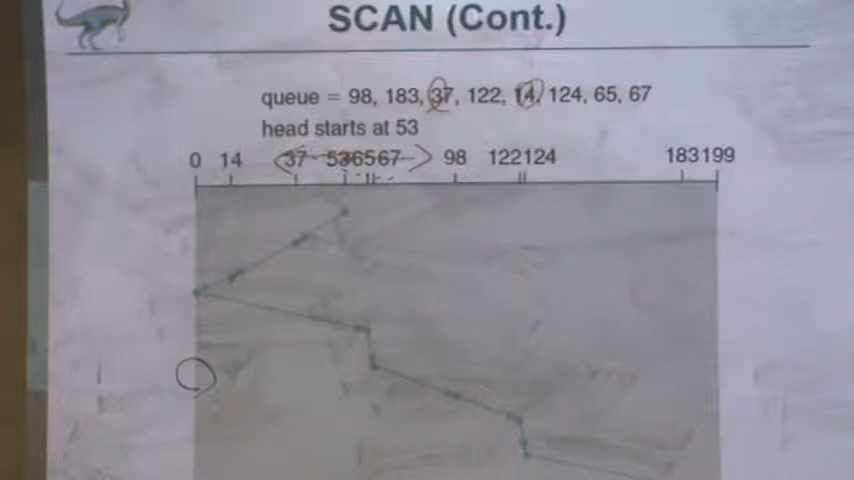 SCAN (Cont.)
queue = 98, 183, 37, 122, 14, 124, 65, 67
head starts at 53
0 14 37 536567 98 122124 183199